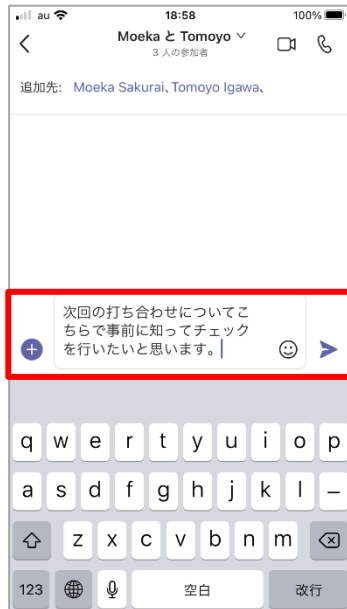 au 18:58 100%
Moeka と Tomoyo
3 人の参加者
追加先: Moeka Sakurai、Tomoyo Igawa、
次回の打ち合わせについてこ
ちらで事前に知ってチェック
を行いたいと思います。
q w e r t y u i o p
a s d f g h j k l ー
z x c v b n m
123 空白 改行